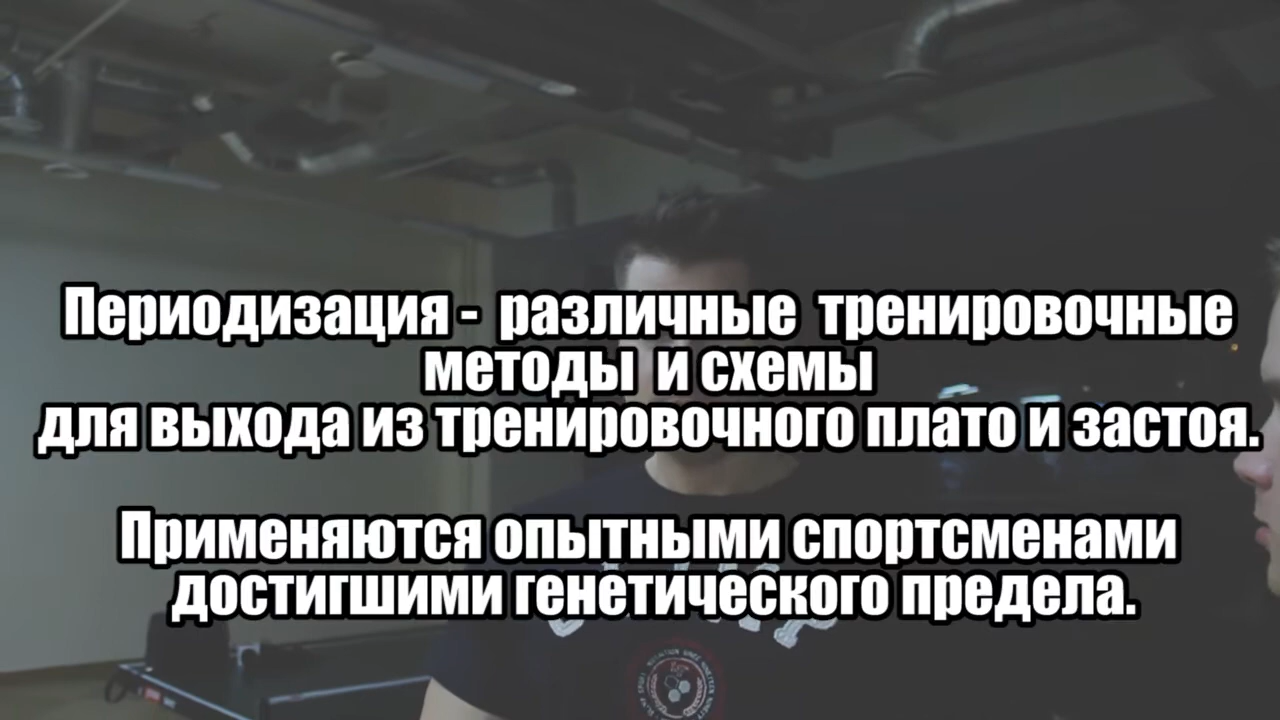 Периодизация - различные тренировочные
методы и схемы
для выхода из тренировочного плато и застоя.
Применяются опытными спортсменами
достигшими генетического предела.